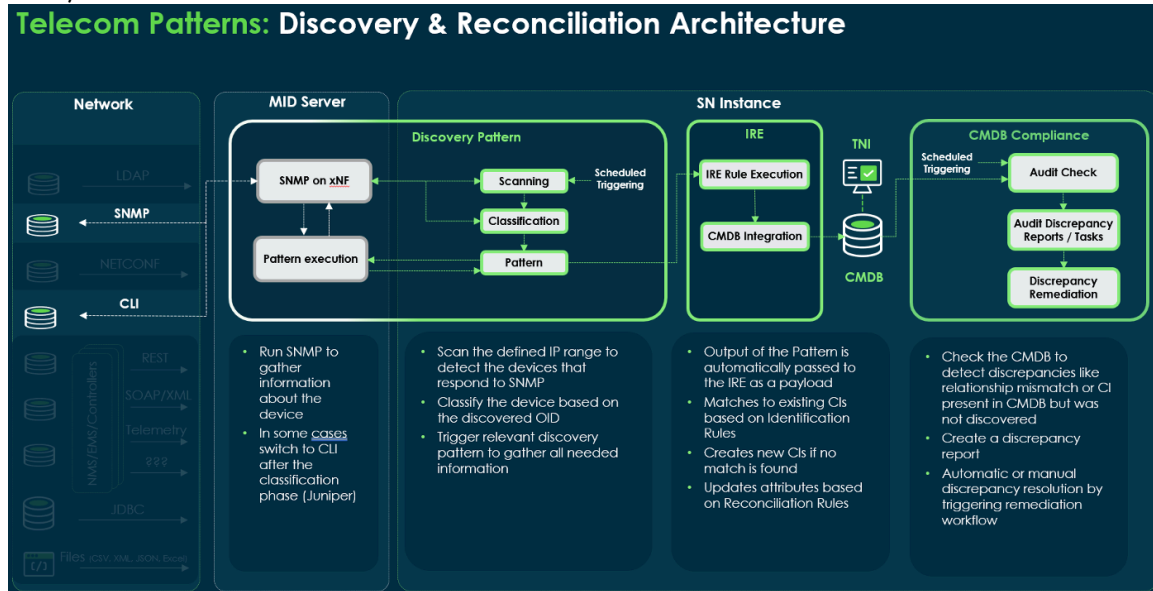 Telecom Patterns: Discovery & Reconciliation Architecture
Network
LDAP
SNMP
NETCONF
CLI
NMS/EMS/Controllers
REST
SOAP/XML
Telemetry
???
JDBC
Files (CSV, XML, JSON, Excel)
MID Server
SNMP on xNF
Pattern execution
SN Instance
Discovery Pattern
Scanning
Scheduled
Triggering
Classification
Pattern
IRE
IRE Rule Execution
CMDB Integration
TNI
CMDB
CMDB Compliance
Scheduled
Triggering
Audit Check
Audit Discrepancy
Reports / Tasks
Discrepancy
Remediation
• Run SNMP to
gather
information
about the
device
• In some cases
switch to CLI
after the
classification
phase (Juniper)
• Scan the defined IP range to
detect the devices that
respond to SNMP
• Classify the device based on
the discovered OID
• Trigger relevant discovery
pattern to gather all needed
information
• Output of the Pattern is
automatically passed to
the IRE as a payload
• Matches to existing CIs
based on Identification
Rules
• Creates new CIs if no
match is found
• Updates attributes based
on Reconciliation Rules
• Check the CMDB to
detect discrepancies like
relationship mismatch or CI
present in CMDB but was
not discovered
• Create a discrepancy
report
• Automatic or manual
discrepancy resolution by
triggering remediation
workflow